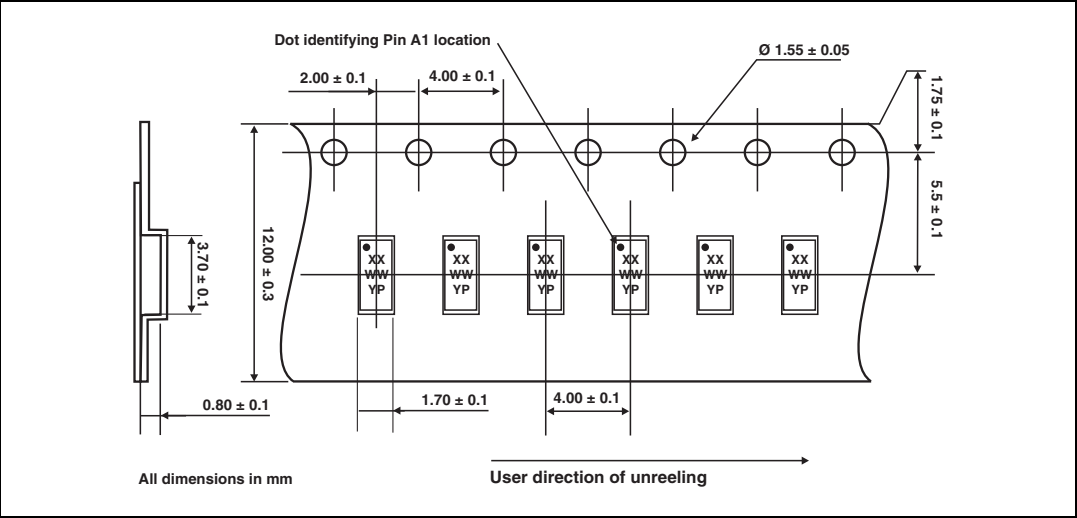 Dot identifying Pin A1 location
Ø 1.55 ± 0.05
2.00 ± 0.1
4.00 ± 0.1
1.75 ± 0.1
5.5 ± 0.1
12.00 ± 0.3
3.70 ± 0.1
XX
WW
YP
XX
WW
YP
XX
WW
YP
XX
WW
YP
XX
WW
YP
XX
WW
YP
0.80 ± 0.1
1.70 ± 0.1
4.00 ± 0.1
All dimensions in mm
User direction of unreeling